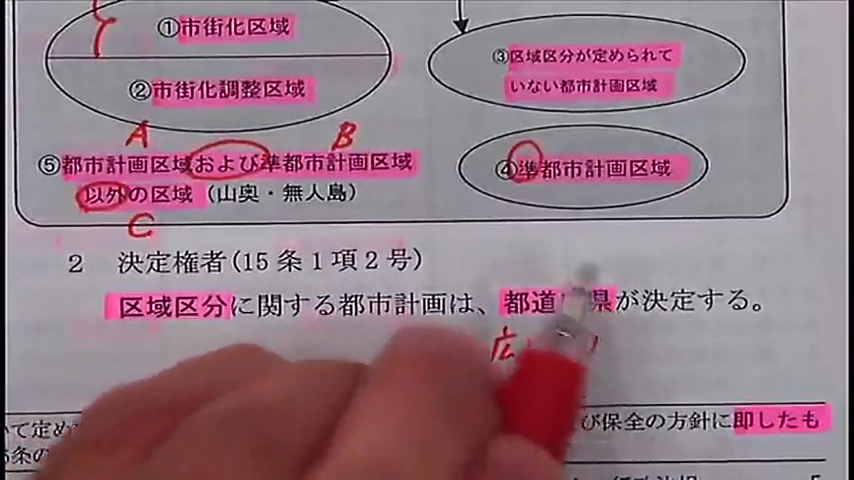 ①市街化区域
②市街化調整区域
③区域区分が定められて
いない都市計画区域
A B
⑤都市計画区域および準都市計画区域
以外の区域(山奥・無人島)
C
④準都市計画区域
2 決定権者(15条1項2号)
区域区分に関する都市計画は、都道 県が決定する。
広
び保全の方針に即したも